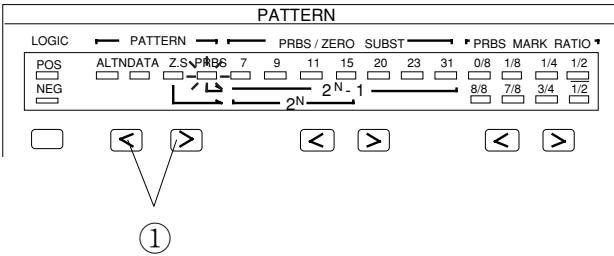 PATTERN
LOGIC PATTERN PRBS / ZERO SUBST PRBS MARK RATIO
POS ALTN DATA Z.S PRBS 7 9 11 15 20 23 31 0/8 1/8 1/4 1/2
NEG 2N - 1 8/8 7/8 3/4 1/2
2N
< > < > < >
①